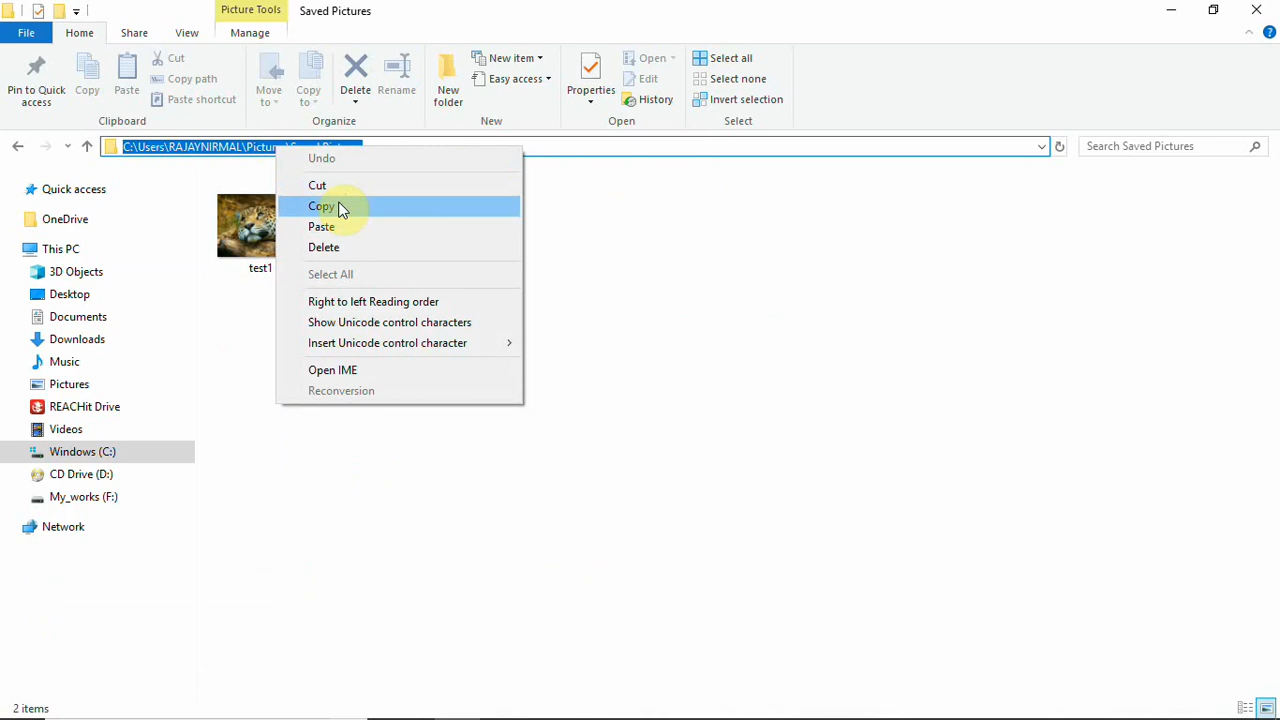 Picture Tools
Saved Pictures
File
Home
Share
View
Manage
Pin to Quick access
Copy
Paste
Cut
Copy path
Paste shortcut
Clipboard
Move to
Copy to
Delete
Rename
Organize
New folder
New item
Easy access
New
Properties
Open
Edit
History
Open
Select all
Select none
Invert selection
Select
C:\Users\RAJAYNIRMAL\Pictur
Search Saved Pictures
Quick access
OneDrive
This PC
3D Objects
Desktop
Documents
Downloads
Music
Pictures
REACHit Drive
Videos
Windows (C:)
CD Drive (D:)
My_works (F:)
Network
test1
Undo
Cut
Copy
Paste
Delete
Select All
Right to left Reading order
Show Unicode control characters
Insert Unicode control character
Open IME
Reconversion
2 items